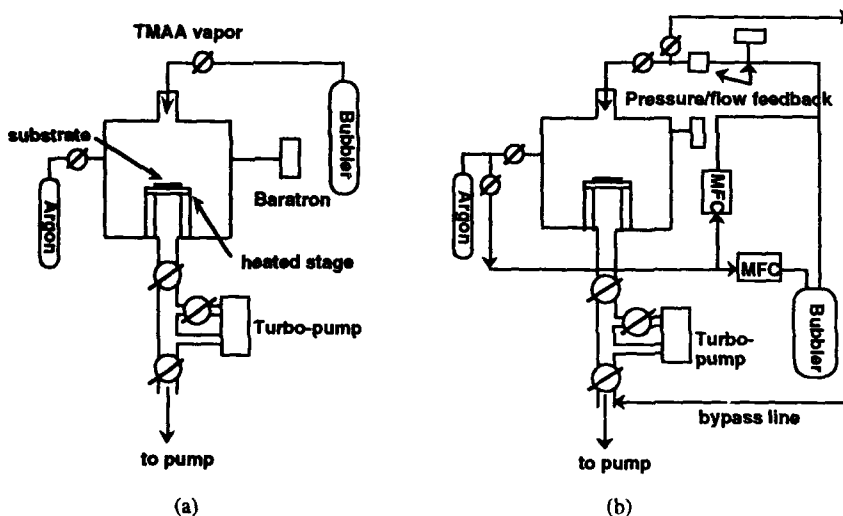 TMAA vapor
Bubbler
substrate
Argon
Baratron
heated stage
Turbo-pump
to pump
(a)
Pressure/flow feedback
Argon
MFC
MFC
Bubbler
Turbo-
pump
bypass line
to pump
(b)